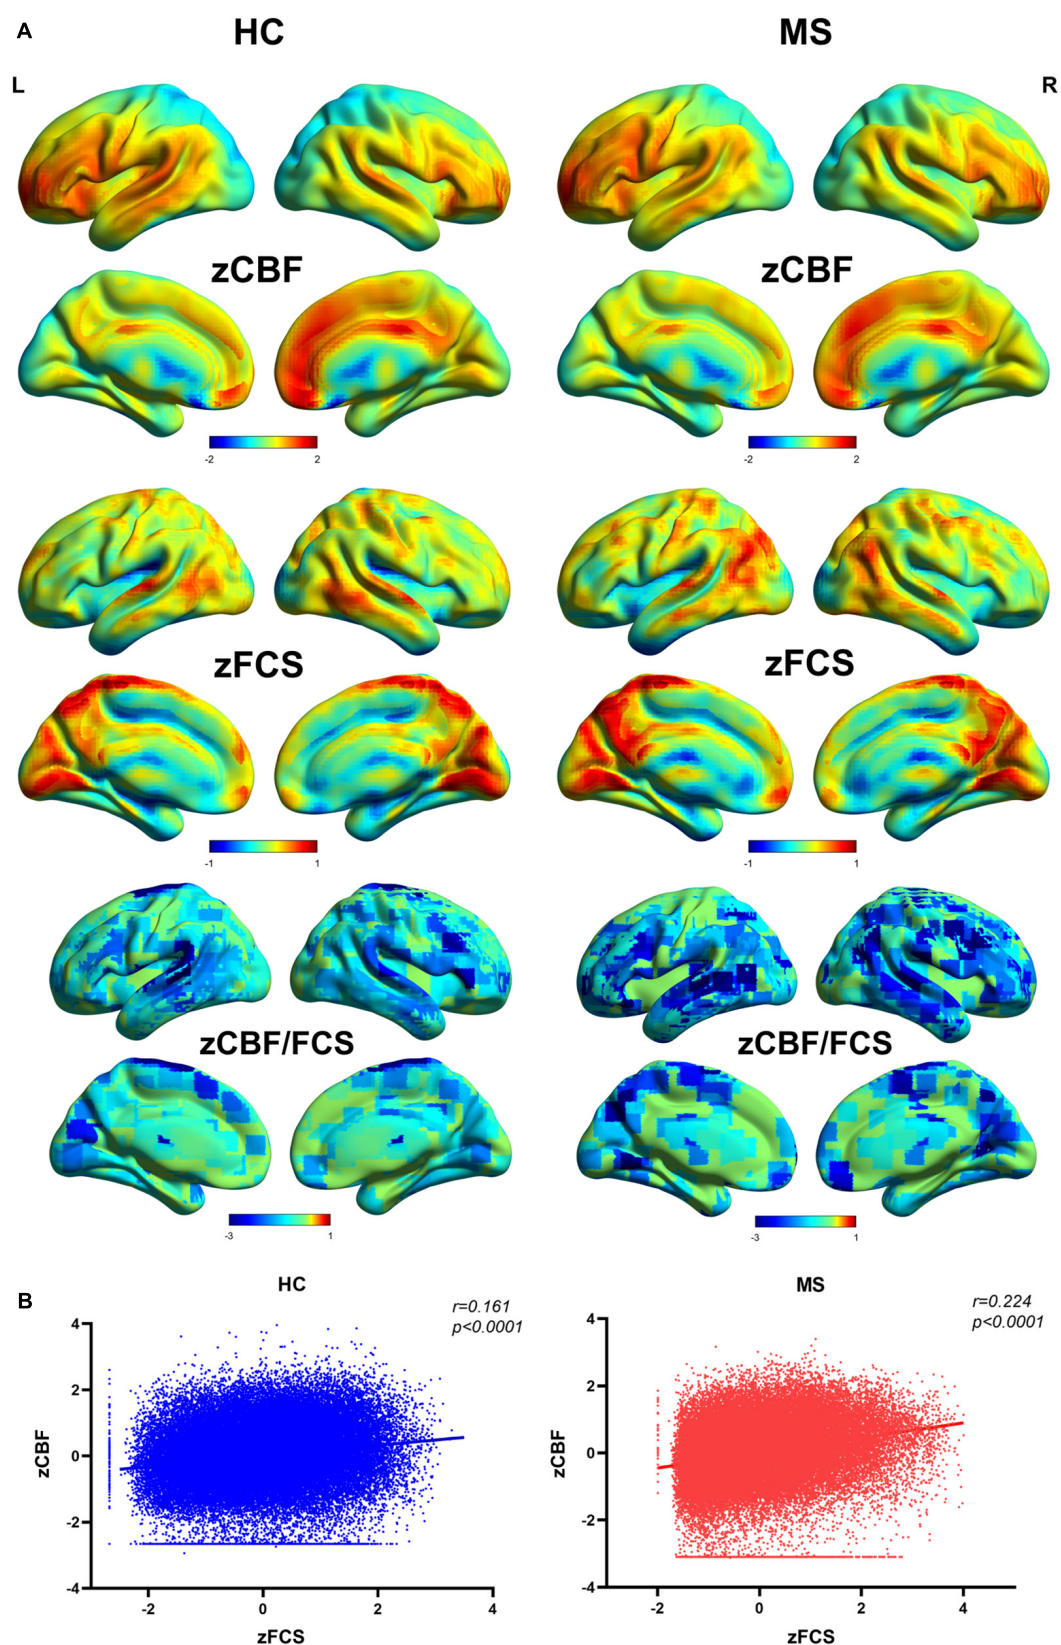 A
HC
MS
L
R
zCBF
zCBF
-2
2
-2
2
zFCS
zFCS
-1
1
-1
1
zCBF/FCS
zCBF/FCS
-3
1
-3
1
B
HC
MS
r=0.161
p<0.0001
r=0.224
p<0.0001
zCBF
4
2
0
-2
-4
-2
0
2
4
zFCS
zCBF
4
2
0
-2
-4
-2
0
2
4
zFCS